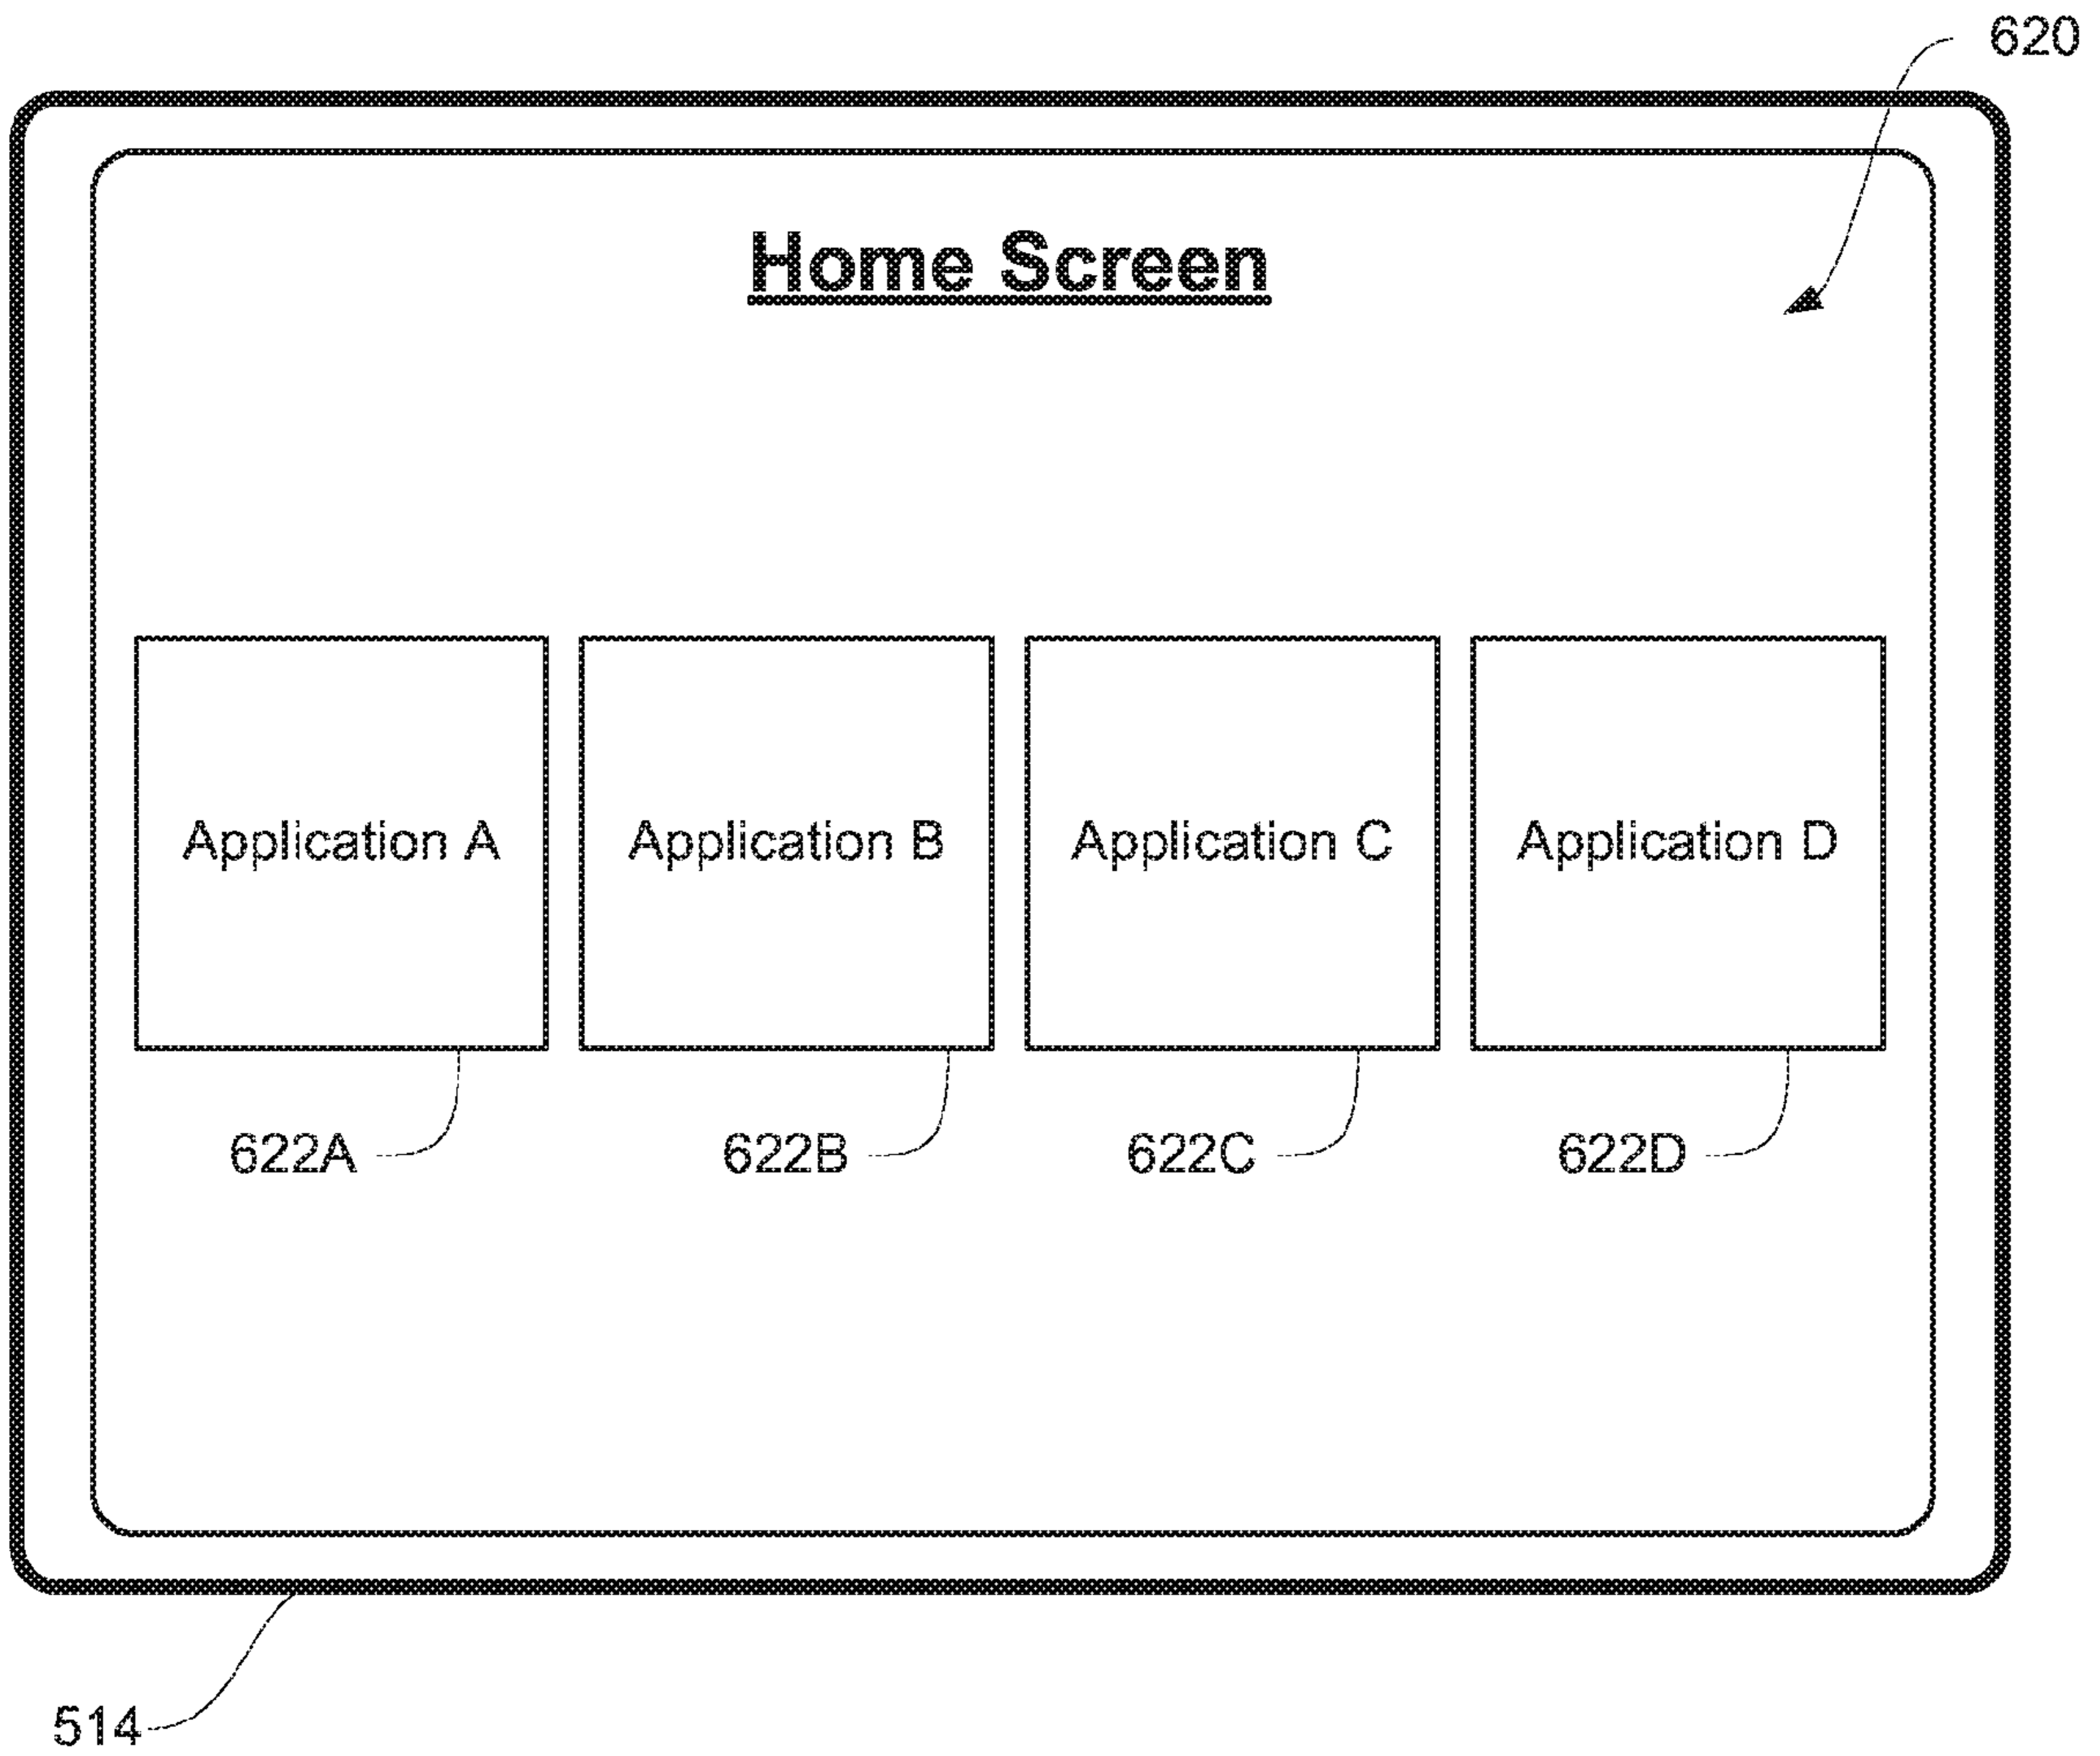 620
Home Screen
Application A
Application B
Application C
Application D
622A
622B
622C
622D
514